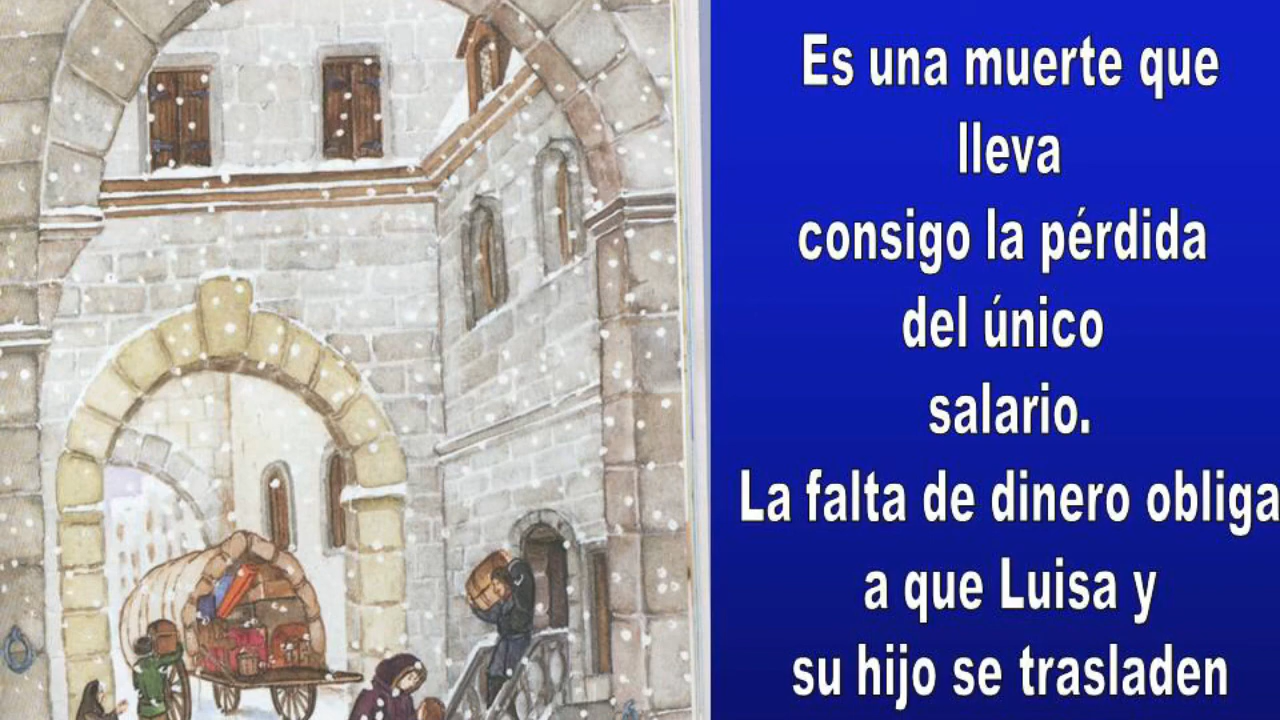 Es una muerte que
lleva
consigo la pérdida
del único
salario.
La falta de dinero obliga
a que Luisa y
su hijo se trasladen